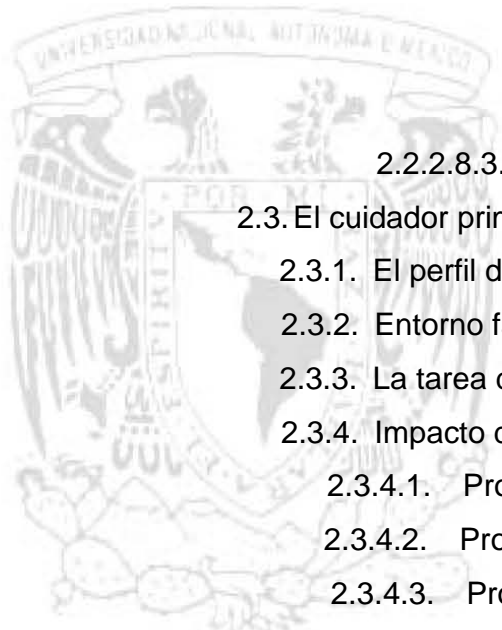 UNIVERSIDAD NACIONAL AUTONOMA DE MEXICO
2.2.2.8.3.
POR MI
ESPIRITU
2.3. El cuidador prin
2.3.1. El perfil d
2.3.2. Entorno f
2.3.3. La tarea d
2.3.4. Impacto d
2.3.4.1. Pro
2.3.4.2. Pro
2.3.4.3. Pro